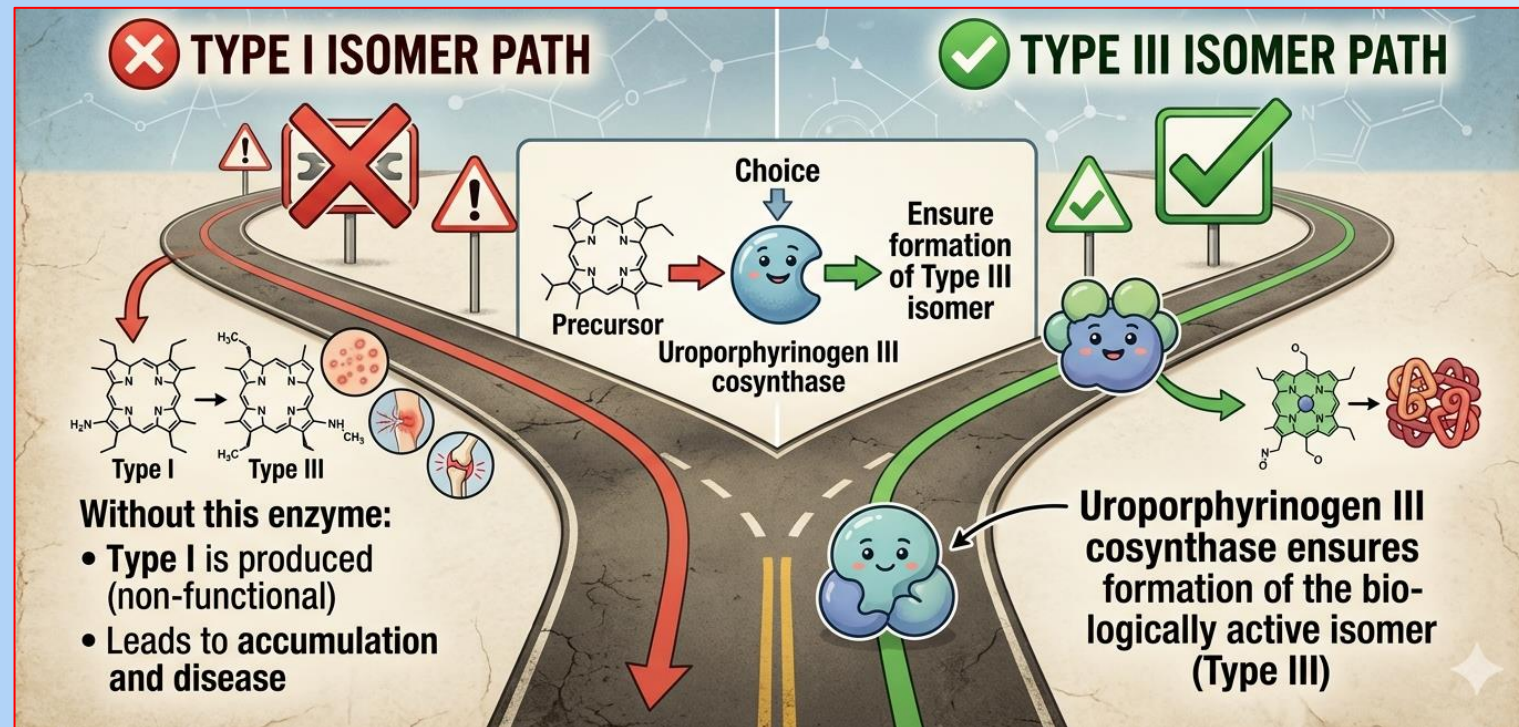 TYPE I ISOMER PATH
TYPE III ISOMER PATH
Choice
Precursor
Uroporphyrinogen III
cosynthase
Ensure
formation
of Type III
isomer
N N
N N
H₂N
Type I
H₃C
N N
N N
NH
CH₃
H₃C
Type III
Without this enzyme:
• Type I is produced
(non-functional)
• Leads to accumulation
and disease
N N
N N
O
N N
N N
N
O
O
Uroporphyrinogen III
cosynthase ensures
formation of the bio-
logically active isomer
(Type III)